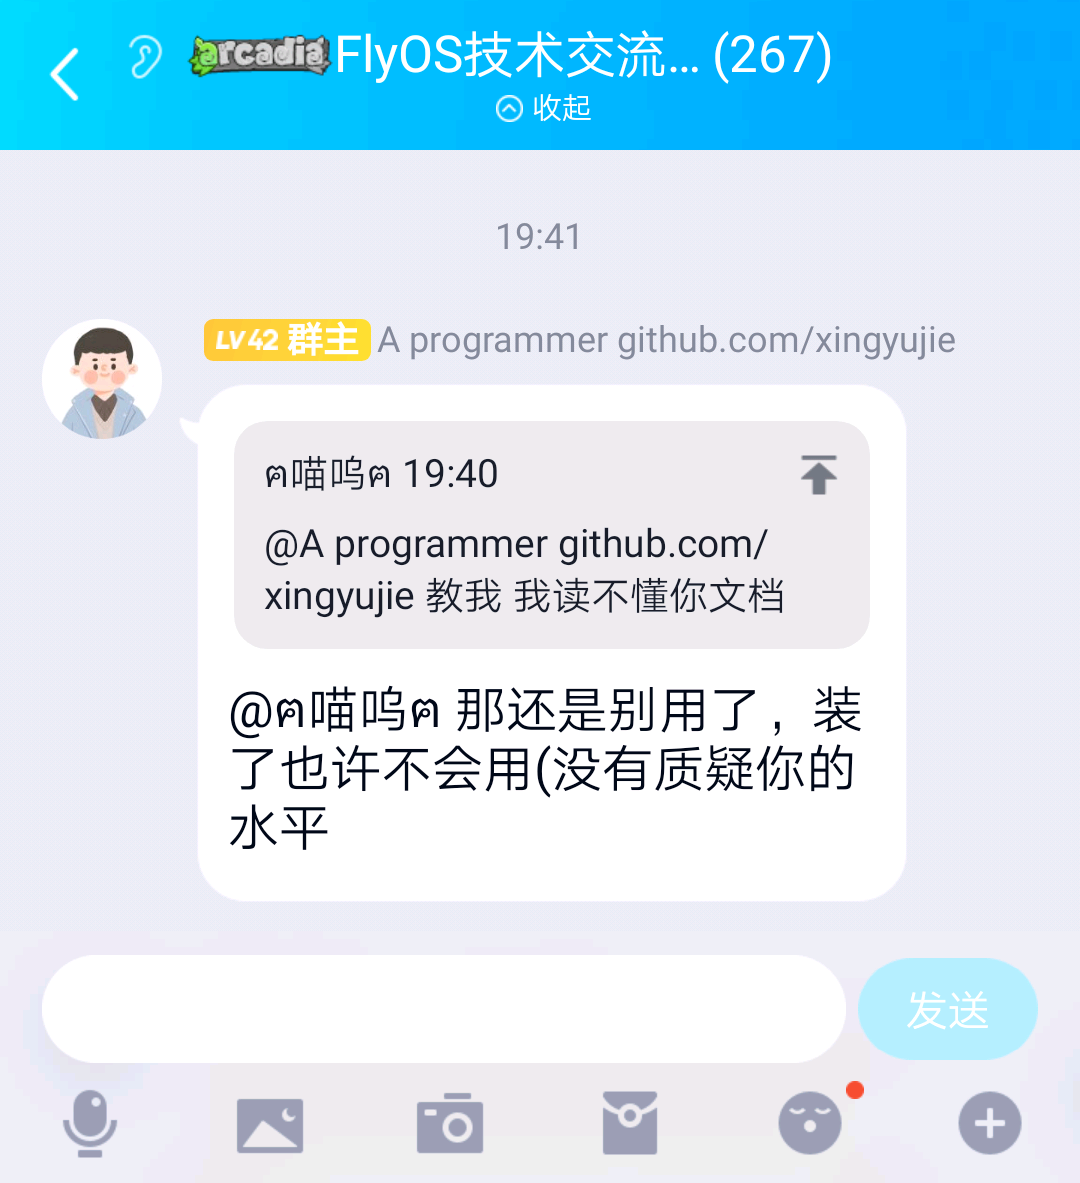 arcadia FlyOS技术交流... (267)
收起
19:41
LV42 群主 A programmer github.com/xingyujie
ฅ喵呜ฅ 19:40
@A programmer github.com/
xingyujie 教我 我读不懂你文档
@ฅ喵呜ฅ 那还是别用了，装
了也许不会用(没有质疑你的
水平
发送